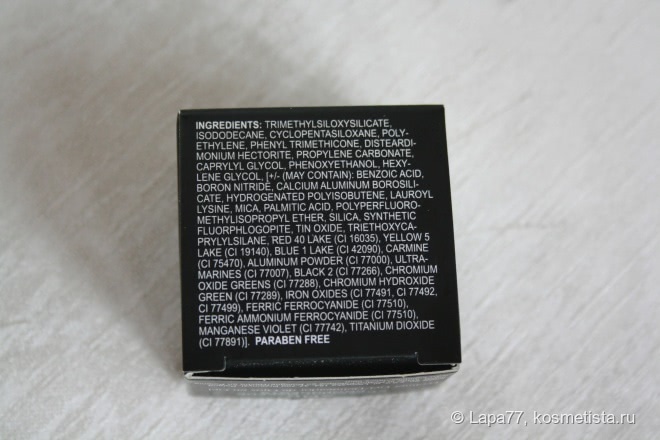 INGREDIENTS: TRIMETHYLSILOXYSILICATE,
ISODODECANE, CYCLOPENTASILOXANE, POLY-
ETHYLENE, PHENYL TRIMETHICONE, DISTEARDI-
MONIUM HECTORITE, PROPYLENE CARBONATE,
CAPRYLYL GLYCOL, PHENOXYETHANOL, HEXY-
LENE GLYCOL, [+/- (MAY CONTAIN): BENZOIC ACID,
BORON NITRIDE, CALCIUM ALUMINUM BOROSILI-
CATE, HYDROGENATED POLYISOBUTENE, LAUROYL
LYSINE, MICA, PALMITIC ACID, POLYPERFLUORO-
METHYLISOPROPYL ETHER, SILICA, SYNTHETIC
FLUORPHLOGOPITE, TIN OXIDE, TRIETHOXYCA-
PRYLYLSILANE, RED 40 LAKE (CI 16035), YELLOW 5
LAKE (CI 19140), BLUE 1 LAKE (CI 42090), CARMINE
(CI 75470), ALUMINUM POWDER (CI 77000), ULTRA-
MARINES (CI 77007), BLACK 2 (CI 77266), CHROMIUM
OXIDE GREENS (CI 77288), CHROMIUM HYDROXIDE
GREEN (CI 77289), IRON OXIDES (CI 77491, CI 77492,
CI 77499), FERRIC FERROCYANIDE (CI 77510),
FERRIC AMMONIUM FERROCYANIDE (CI 77510),
MANGANESE VIOLET (CI 77742), TITANIUM DIOXIDE
(CI 77891)]. PARABEN FREE
© Lapa77, kosmetista.ru